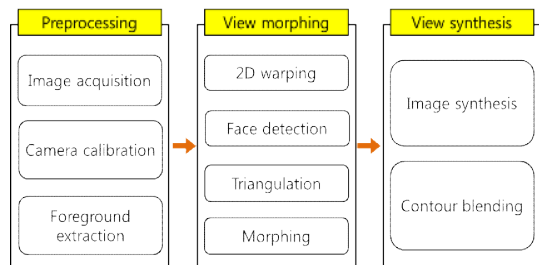 Preprocessing
Image acquisition
Camera calibration
Foreground
extraction
View morphing
2D warping
Face detection
Triangulation
Morphing
View synthesis
Image synthesis
Contour blending